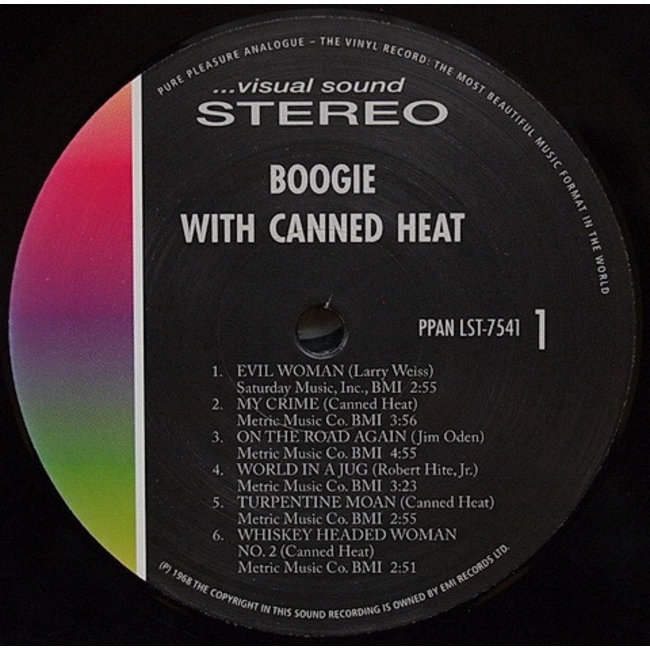 PURE PLEASURE ANALOGUE – THE VINYL RECORD: THE MOST BEAUTIFUL MUSIC FORMAT IN THE WORLD
...visual sound
STEREO
BOOGIE
WITH CANNED HEAT
PPAN LST-7541 1
1. EVIL WOMAN (Larry Weiss)
Saturday Music, Inc., BMI 2:55
2. MY CRIME (Canned Heat)
Metric Music Co. BMI 3:56
3. ON THE ROAD AGAIN (Jim Oden)
Metric Music Co. BMI 4:55
4. WORLD IN A JUG (Robert Hite, Jr.)
Metric Music Co. BMI 3:23
5. TURPENTINE MOAN (Canned Heat)
Metric Music Co. BMI 2:55
6. WHISKEY HEADED WOMAN
NO. 2 (Canned Heat)
Metric Music Co. BMI 2:51
(P) 1968 THE COPYRIGHT IN THIS SOUND RECORDING IS OWNED BY EMI RECORDS LTD.